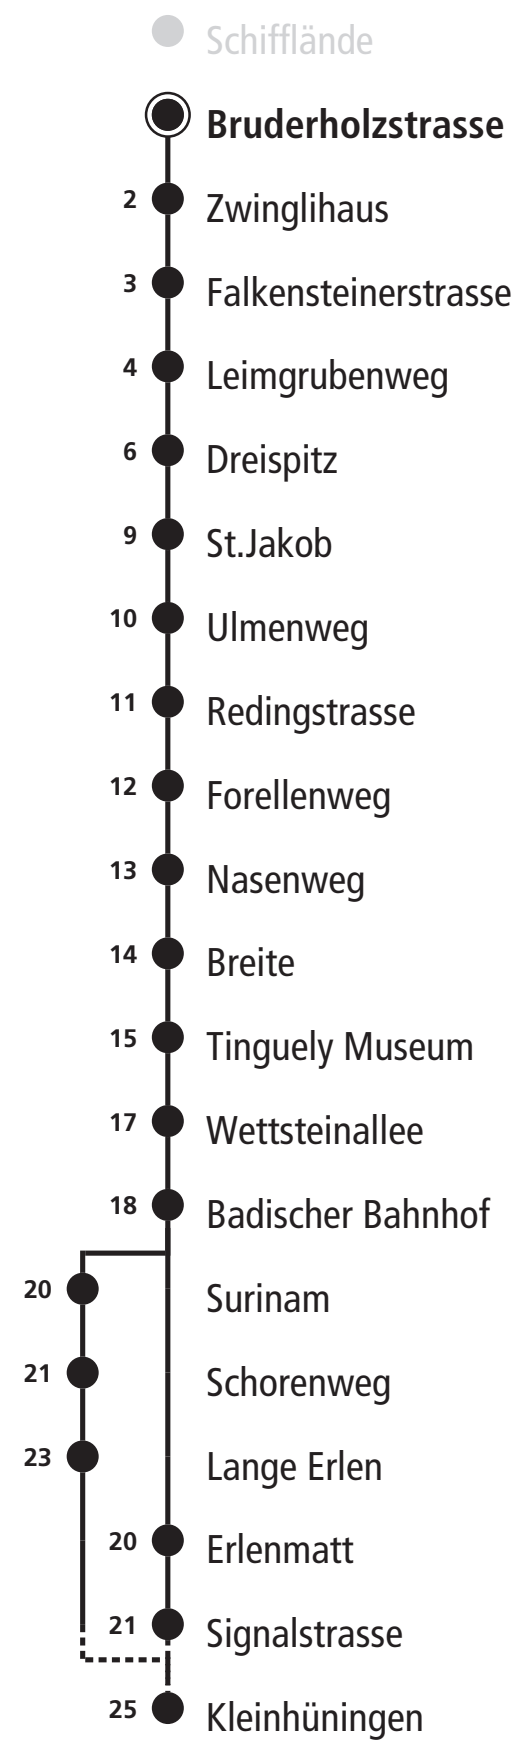 Schifflände
Bruderholzstrasse
2 Zwinglihaus
3 Falkensteinerstrasse
4 Leimgrubenweg
6 Dreispitz
9 St.Jakob
10 Ulmenweg
11 Redingstrasse
12 Forellenweg
13 Nasenweg
14 Breite
15 Tinguely Museum
17 Wettsteinallee
18 Badischer Bahnhof
20 Surinam
21 Schorenweg
23 Lange Erlen
20 Erlenmatt
21 Signalstrasse
25 Kleinhüningen